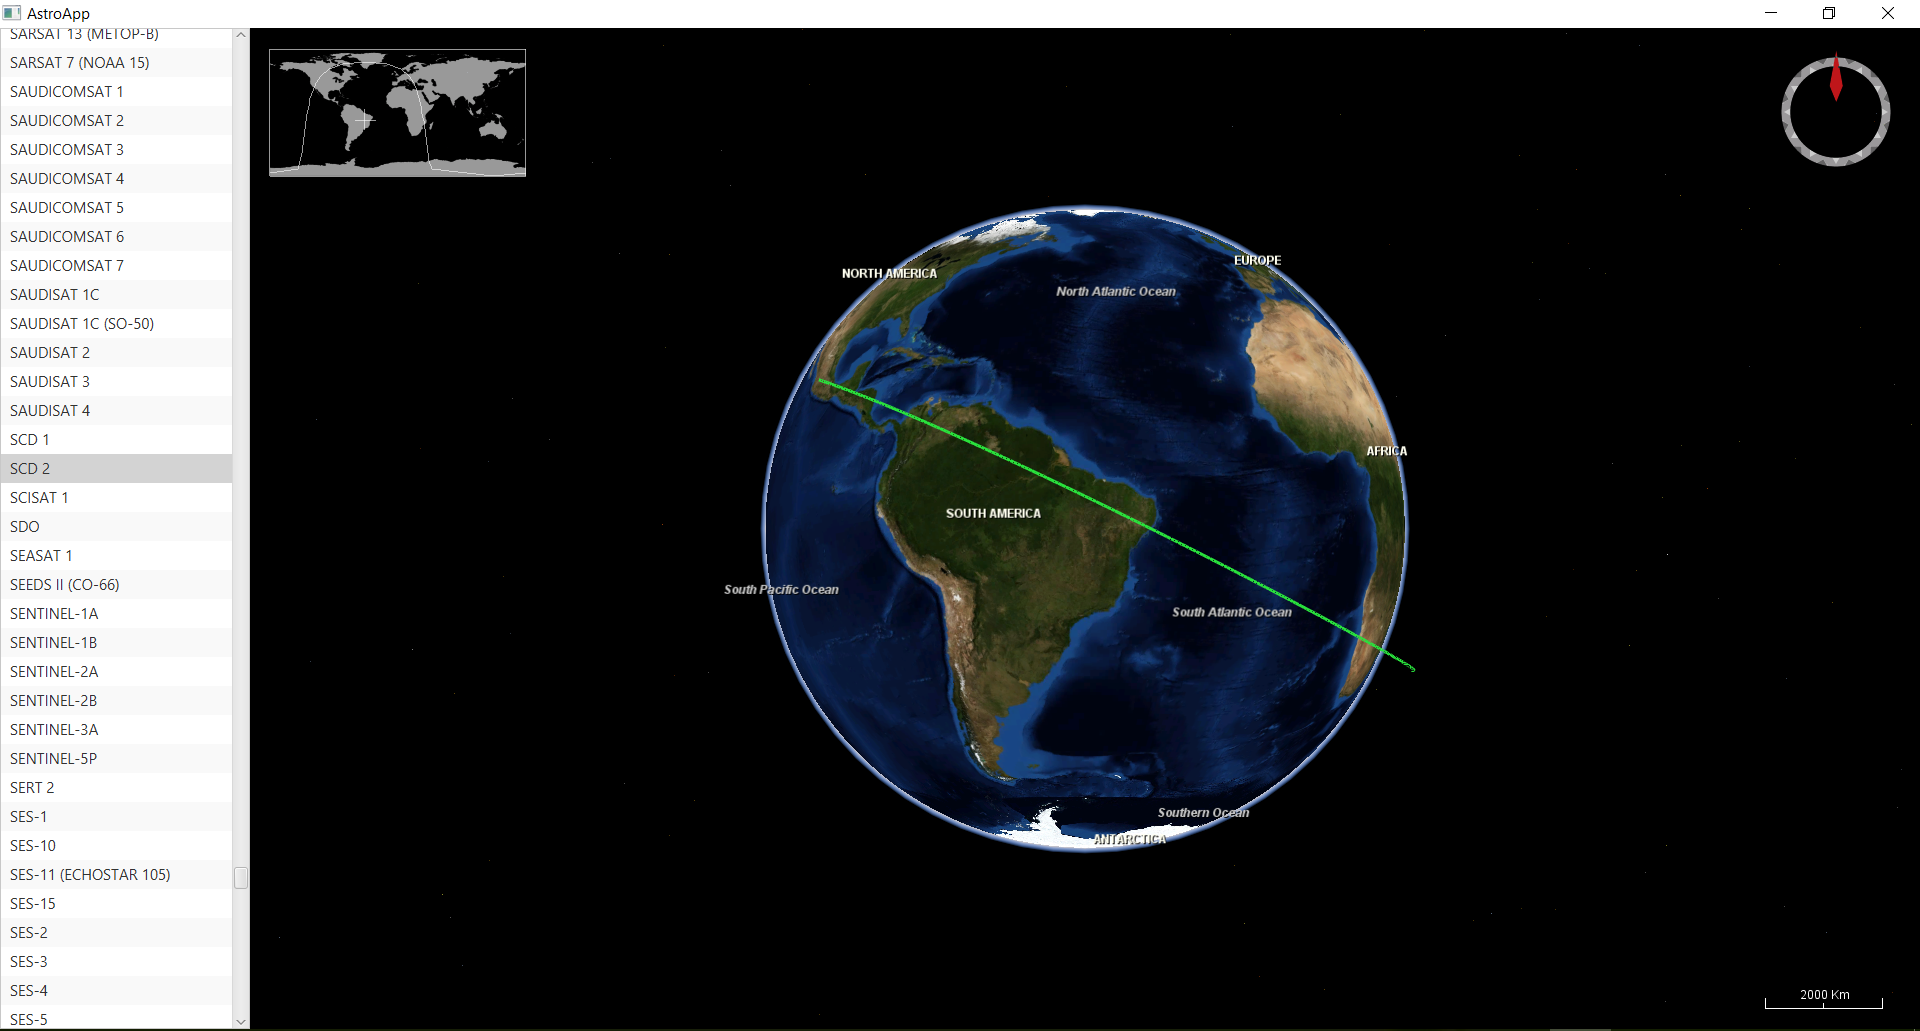 AstroApp
SARSAT 13 (METOP-B)
SARSAT 7 (NOAA 15)
SAUDICOMSAT 1
SAUDICOMSAT 2
SAUDICOMSAT 3
SAUDICOMSAT 4
SAUDICOMSAT 5
SAUDICOMSAT 6
SAUDICOMSAT 7
SAUDISAT 1C
SAUDISAT 1C (SO-50)
SAUDISAT 2
SAUDISAT 3
SAUDISAT 4
SCD 1
SCD 2
SCISAT 1
SDO
SEASAT 1
SEEDS II (CO-66)
SENTINEL-1A
SENTINEL-1B
SENTINEL-2A
SENTINEL-2B
SENTINEL-3A
SENTINEL-5P
SERT 2
SES-1
SES-10
SES-11 (ECHOSTAR 105)
SES-15
SES-2
SES-3
SES-4
SES-5
EUROPE
NORTH AMERICA
North Atlantic Ocean
AFRICA
SOUTH AMERICA
South Pacific Ocean
South Atlantic Ocean
Southern Ocean
ANTARCTICA
2000 Km